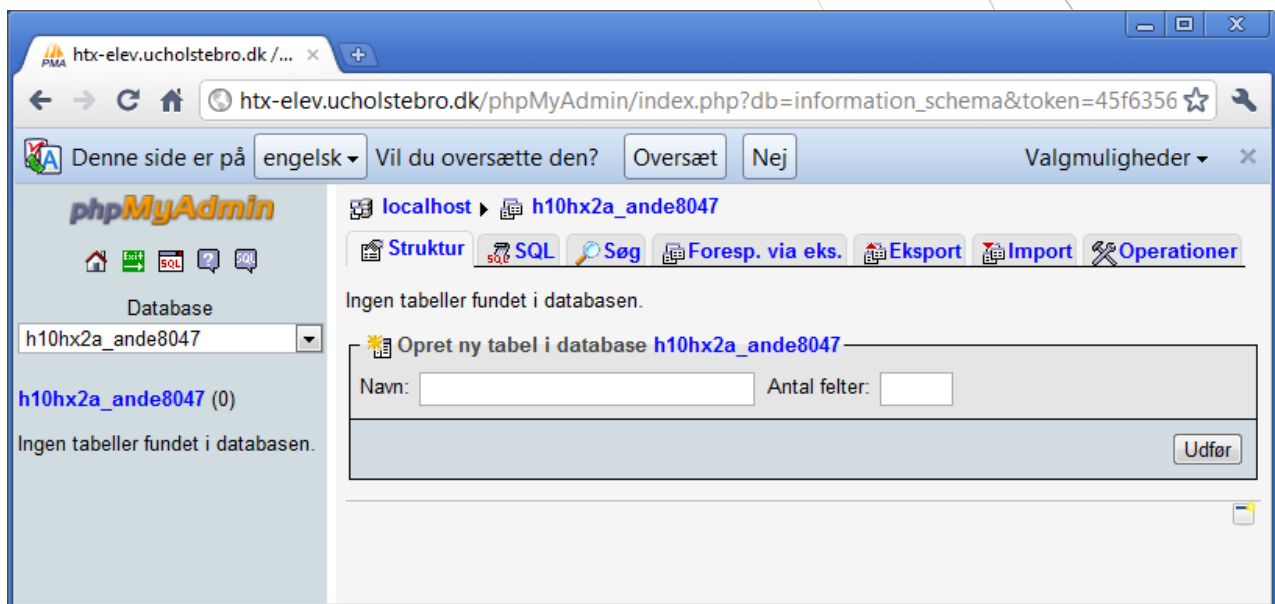 htx-elev.ucholstebro.dk /...
PMA
htx-elev.ucholstebro.dk/phpMyAdmin/index.php?db=information_schema&token=45f6356
Denne side er på engelsk Vil du oversætte den? Oversæt Nej Valgmuligheder
phpMyAdmin
localhost h10hx2a_ande8047
Struktur SQL Søg Foresp. via eks. Eksport Import Operationer
Exit SQL ? SQL
Database
h10hx2a_ande8047
h10hx2a_ande8047 (0)
Ingen tabeller fundet i databasen.
Ingen tabeller fundet i databasen.
Opret ny tabel i database h10hx2a_ande8047
Navn: Antal felter:
Udfør